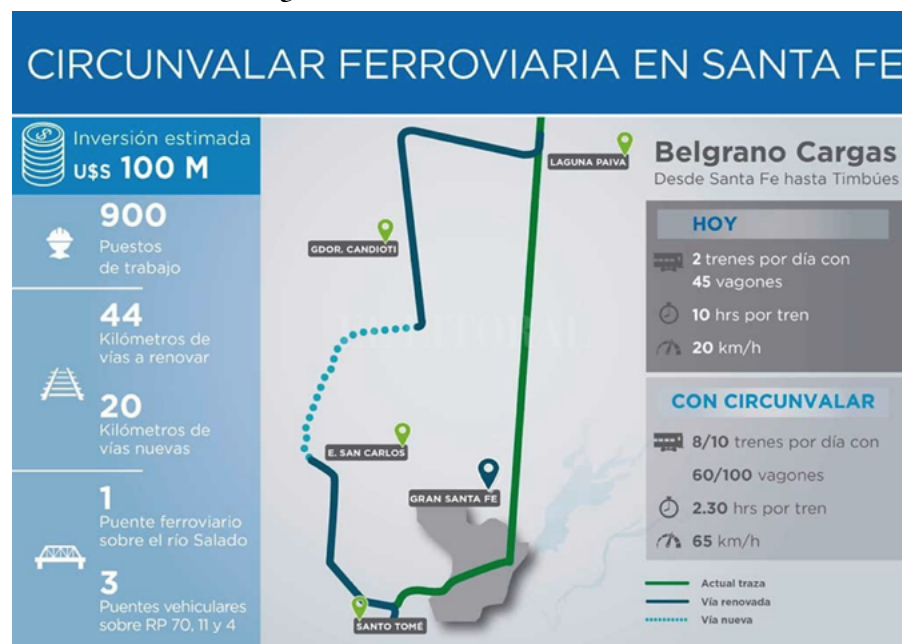 CIRCUNVALAR FERROVIARIA EN SANTA FE
Inversión estimada
U$S 100 M
900
Puestos
de trabajo
44
Kilómetros de
vías a renovar
20
Kilómetros de
vías nuevas
1
Puente ferroviario
sobre el río Salado
3
Puentes vehiculares
sobre RP 70, 11 y 4
LAGUNA PAIVA
GDOR. CANDIOTI
EL LITORAL
E. SAN CARLOS
GRAN SANTA FE
SANTO TOMÉ
Belgrano Cargas
Desde Santa Fe hasta Timbúes
HOY
2 trenes por día con
45 vagones
10 hrs por tren
20 km/h
CON CIRCUNVALAR
8/10 trenes por día con
60/100 vagones
2.30 hrs por tren
65 km/h
Actual traza
Vía renovada
Vía nueva